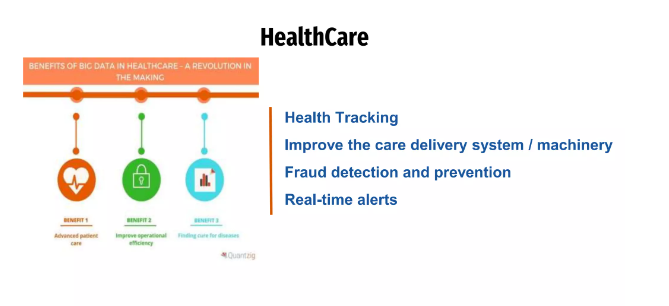 HealthCare
BENEFITS OF BIG DATA IN HEALTHCARE - A REVOLUTION IN
THE MAKING
BENEFIT 1
Advanced patient
care
BENEFIT 2
Improve operational
efficiency
BENEFIT 3
Finding cure for diseases
Quantzig
Health Tracking
Improve the care delivery system / machinery
Fraud detection and prevention
Real-time alerts